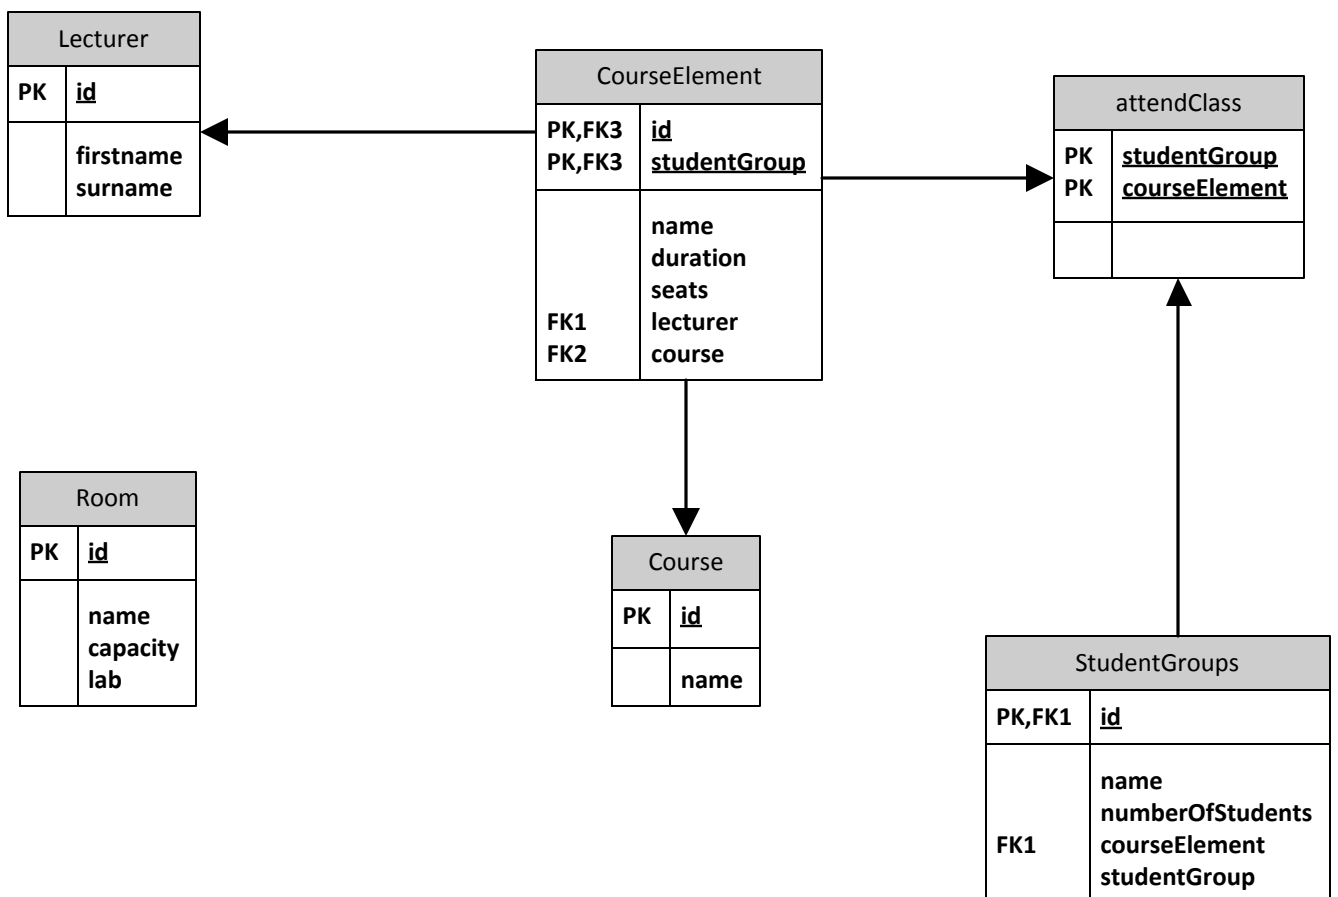 Lecturer
PK id
firstname
surname
CourseElement
PK,FK3 id
PK,FK3 studentGroup
name
duration
seats
FK1 lecturer
FK2 course
attendClass
PK studentGroup
PK courseElement
Room
PK id
name
capacity
lab
Course
PK id
name
StudentGroups
PK,FK1 id
name
numberOfStudents
FK1 courseElement
studentGroup